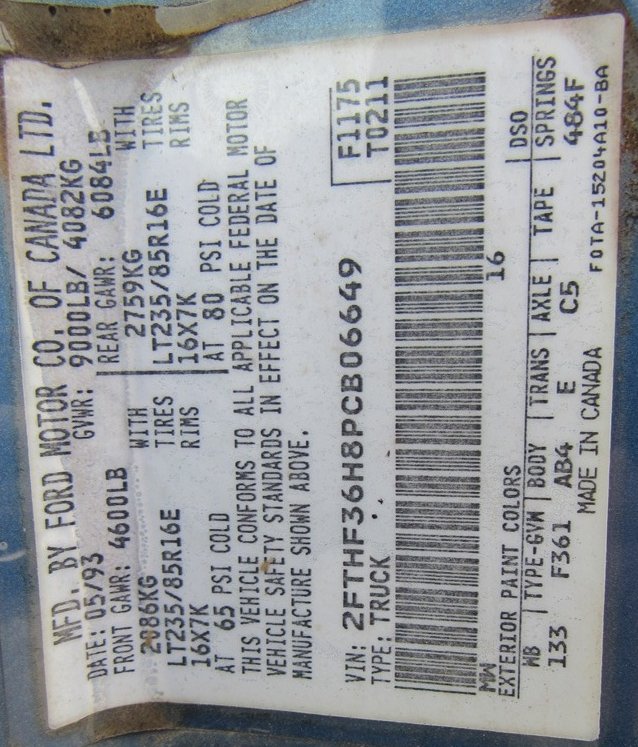 MFD. BY FORD MOTOR CO. OF CANADA LTD.
DATE: 05/93 GVWR: 9000LB/ 4082KG
FRONT GAWR: 4600LB REAR GAWR: 6084LB
2086KG WITH 2759KG WITH
LT235/85R16E TIRES LT235/85R16E TIRES
16X7K RIMS 16X7K RIMS
AT 65 PSI COLD AT 80 PSI COLD
THIS VEHICLE CONFORMS TO ALL APPLICABLE FEDERAL MOTOR
VEHICLE SAFETY STANDARDS IN EFFECT ON THE DATE OF
MANUFACTURE SHOWN ABOVE.
VIN: 2FTHF36H8PCB06649 F1175
TYPE: TRUCK T0211
MW 16
EXTERIOR PAINT COLORS DSO
WB TYPE-GVW BODY TRANS AXLE TAPE SPRINGS
133 F361 AB4 E C5 484F
MADE IN CANADA F0TA-15204A10-BA